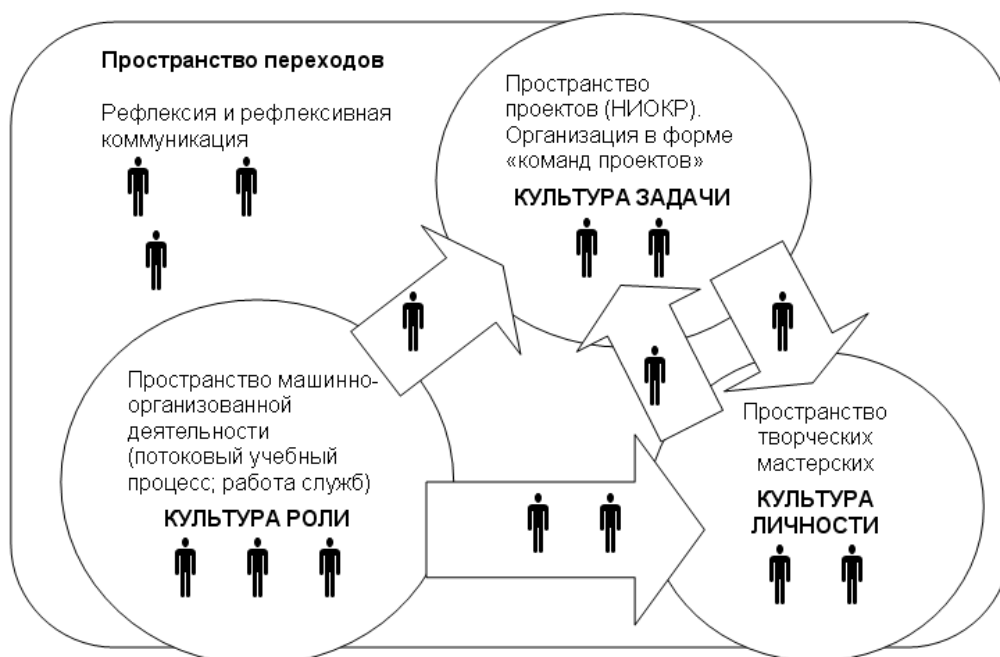 Пространство переходов
Рефлексия и рефлексивная
коммуникация
Пространство
проектов (НИОКР).
Организация в форме
«команд проектов»
КУЛЬТУРА ЗАДАЧИ
Пространство машинно-
организованной
деятельности
(потоковый учебный
процесс; работа служб)
КУЛЬТУРА РОЛИ
Пространство
творческих
мастерских
КУЛЬТУРА
ЛИЧНОСТИ